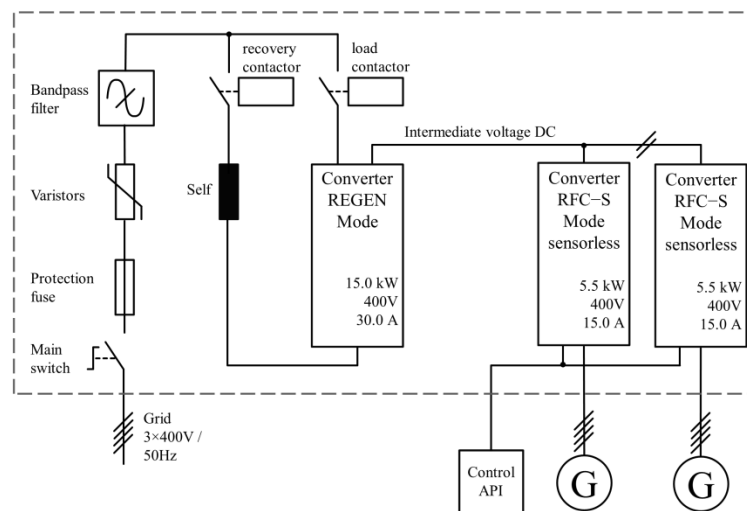 recovery
contactor
load
contactor
Bandpass
filter
Intermediate voltage DC
Varistors
Self
Converter
REGEN
Mode
15.0 kW
400V
30.0 A
Converter
RFC−S
Mode
sensorless
5.5 kW
400V
15.0 A
Converter
RFC−S
Mode
sensorless
5.5 kW
400V
15.0 A
Protection
fuse
Main
switch
Grid
3×400V /
50Hz
Control
API
G
G